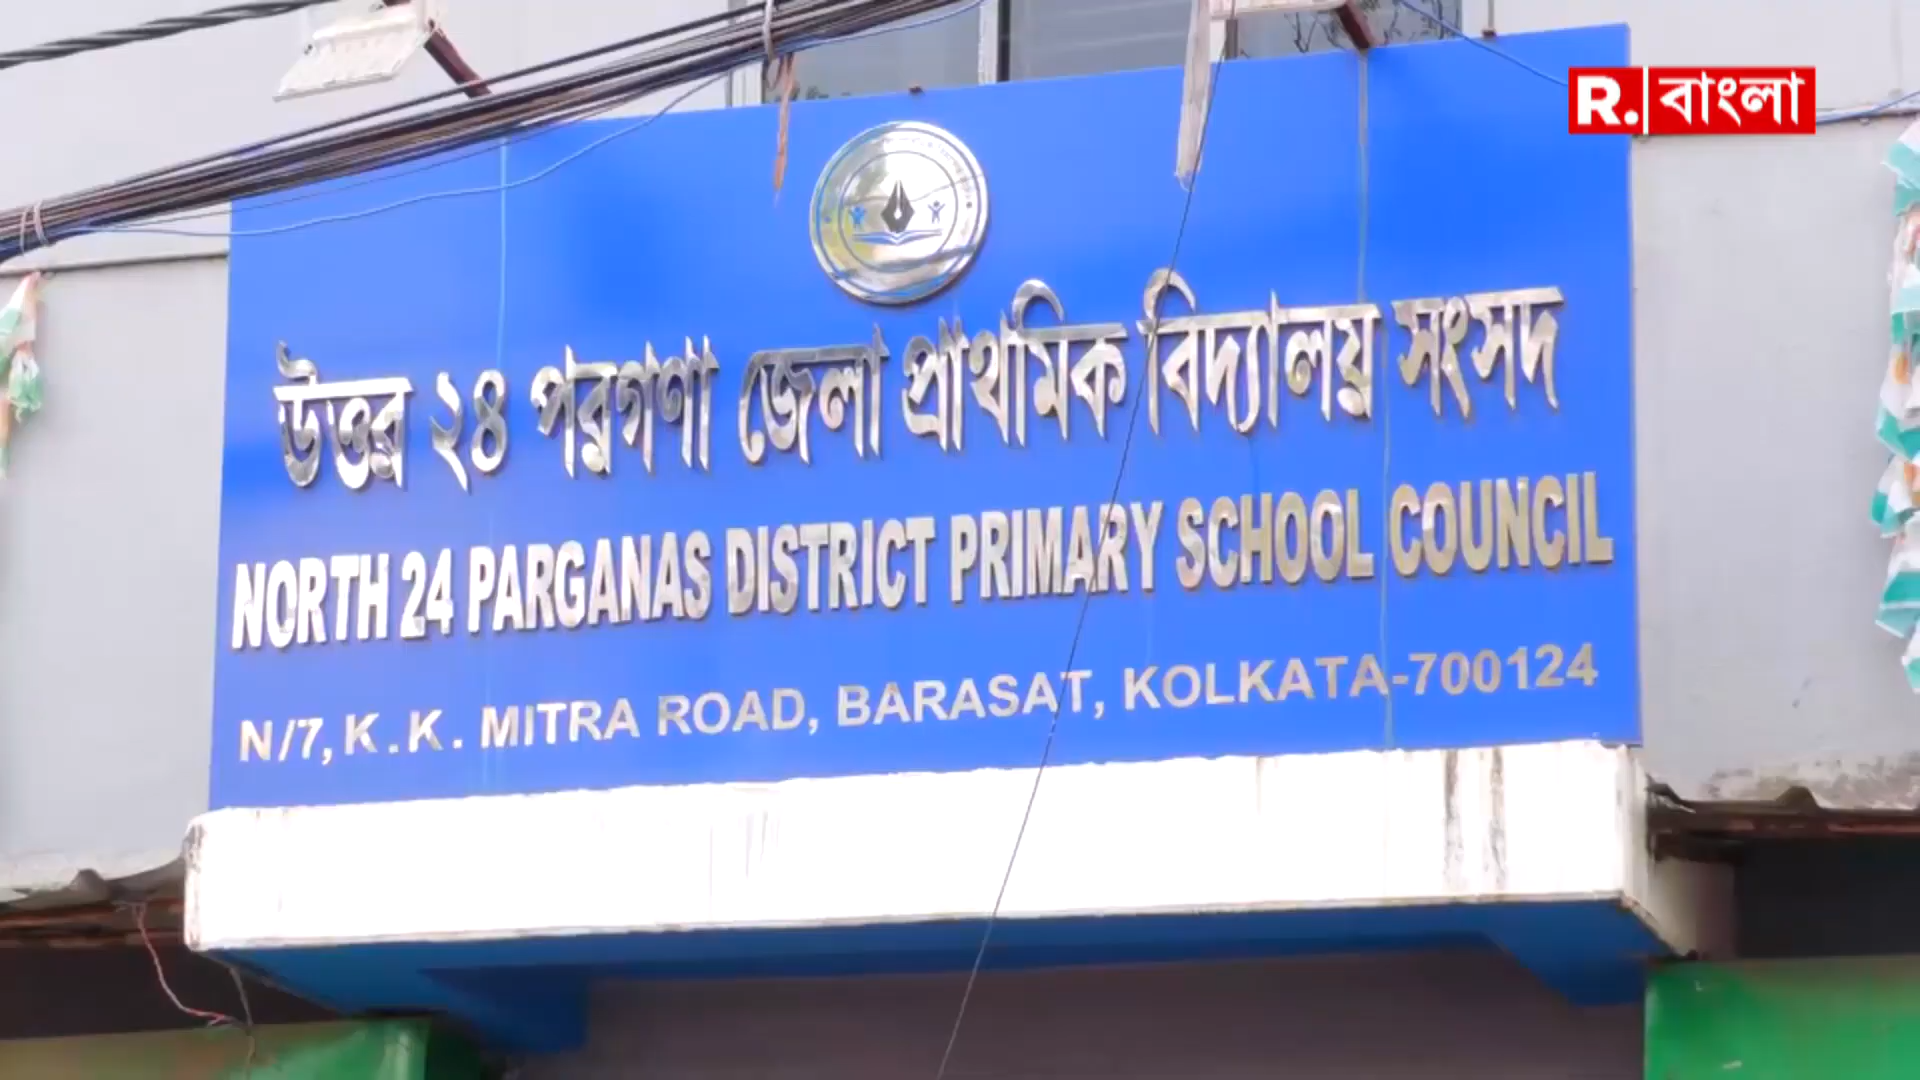 R. বাংলা
উত্তর ২৪ পরগণা জেলা প্রাথমিক বিদ্যালয় সংসদ
NORTH 24 PARGANAS DISTRICT PRIMARY SCHOOL COUNCIL
N/7, K.K. MITRA ROAD, BARASAT, KOLKATA-700124